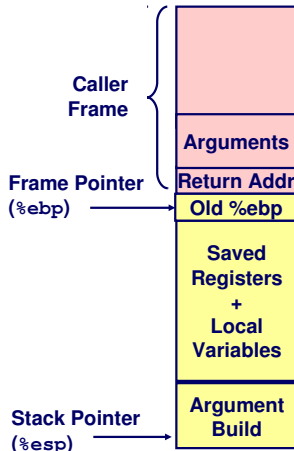 Caller
Frame
Arguments
Return Addr
Frame Pointer
(%ebp)
Old %ebp
Saved
Registers
+
Local
Variables
Argument
Build
Stack Pointer
(%esp)